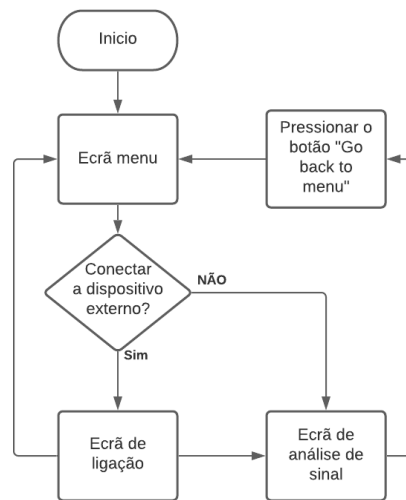 Inicio
Ecrã menu
Pressionar o
botão "Go
back to
menu"
Conectar
a dispositivo
externo?
NÃO
Sim
Ecrã de
ligação
Ecrã de
análise de
sinal